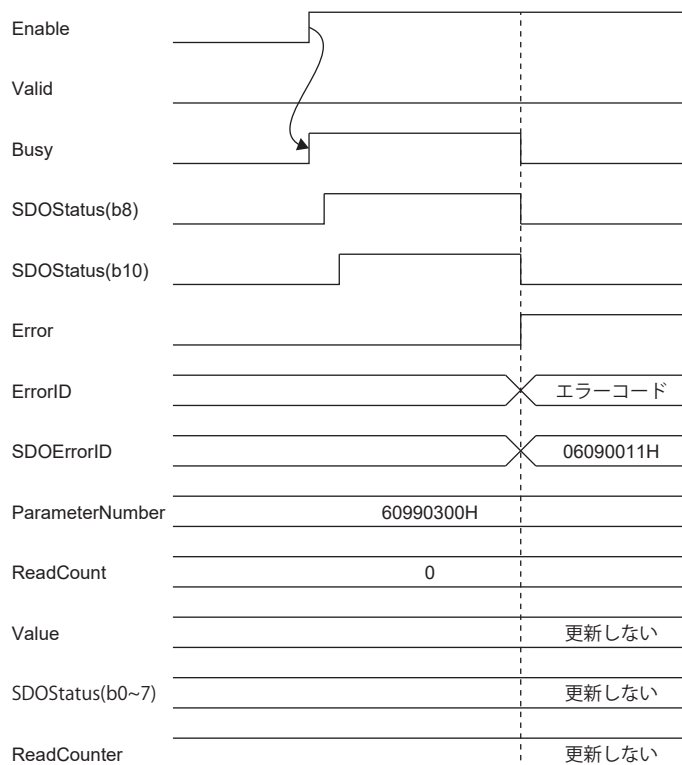 Enable
Valid
Busy
SDOStatus(b8)
SDOStatus(b10)
Error
ErrorID エラーコード
SDOErrorID 06090011H
ParameterNumber 60990300H
ReadCount 0
Value 更新しない
SDOStatus(b0~7) 更新しない
ReadCounter 更新しない